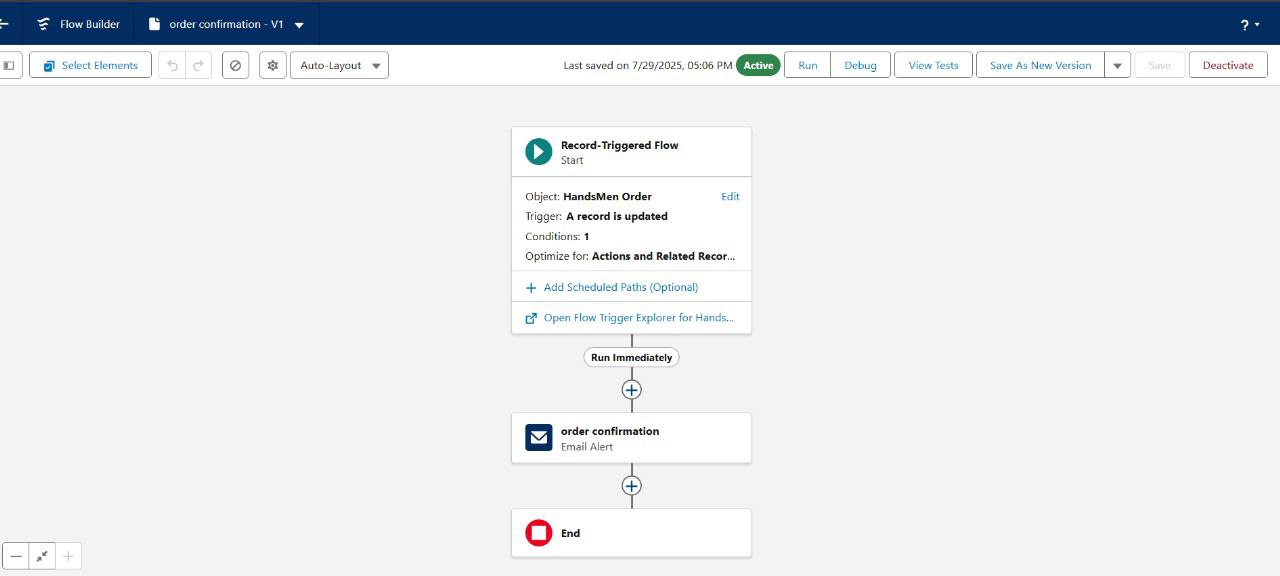 Flow Builder
order confirmation - V1
?
Select Elements
Auto-Layout
Last saved on 7/29/2025, 05:06 PM
Active
Run
Debug
View Tests
Save As New Version
Save
Deactivate
Record-Triggered Flow
Start
Object: HandsMen Order
Edit
Trigger: A record is updated
Conditions: 1
Optimize for: Actions and Related Recor...
+ Add Scheduled Paths (Optional)
Open Flow Trigger Explorer for Hands...
Run Immediately
order confirmation
Email Alert
End